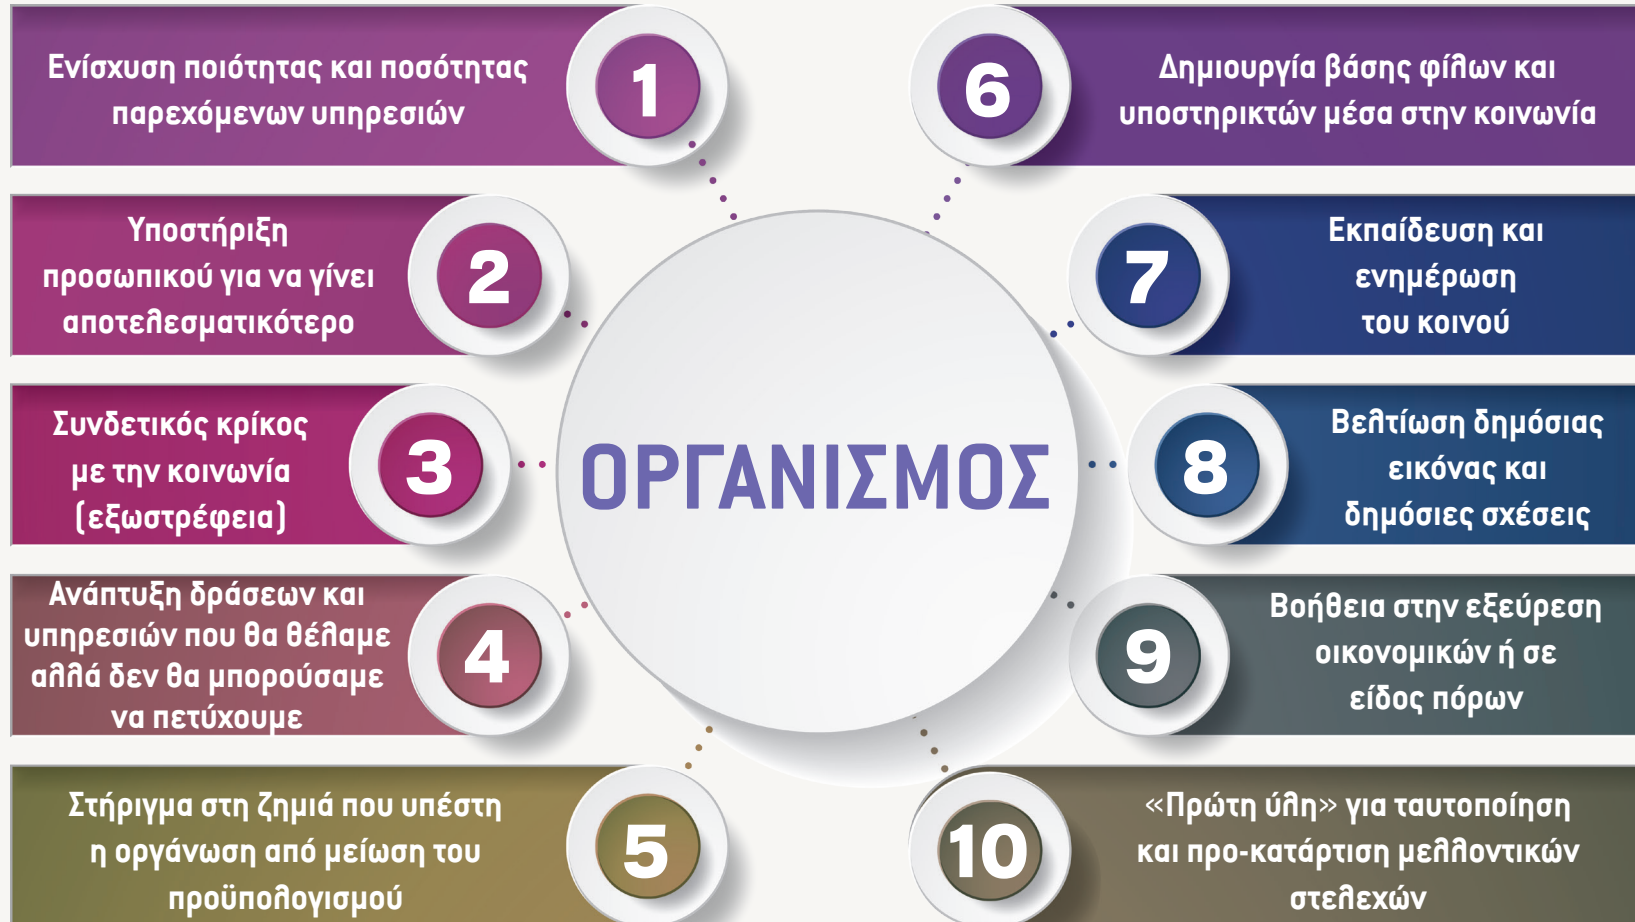 1
Ενίσχυση ποιότητας και ποσότητας
παρεχόμενων υπηρεσιών
2
Υποστήριξη
προσωπικού για να γίνει
αποτελεσματικότερο
3
Συνδετικός κρίκος
με την κοινωνία
(εξωστρέφεια)
4
Ανάπτυξη δράσεων και
υπηρεσιών που θα θέλαμε
αλλά δεν θα μπορούσαμε
να πετύχουμε
5
Στήριγμα στη ζημιά που υπέστη
η οργάνωση από μείωση του
προϋπολογισμού
ΟΡΓΑΝΙΣΜΟΣ
6
Δημιουργία βάσης φίλων και
υποστηρικτών μέσα στην κοινωνία
7
Εκπαίδευση και
ενημέρωση
του κοινού
8
Βελτίωση δημόσιας
εικόνας και
δημόσιες σχέσεις
9
Βοήθεια στην εξεύρεση
οικονομικών ή σε
είδος πόρων
10
«Πρώτη ύλη» για ταυτοποίηση
και προ-κατάρτιση μελλοντικών
στελεχών